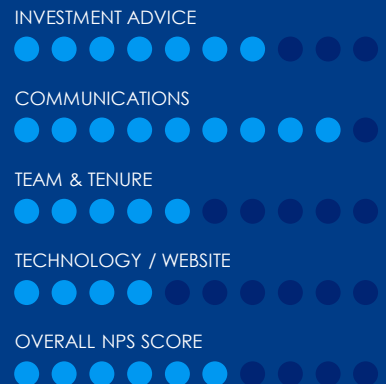 INVESTMENT ADVICE
COMMUNICATIONS
TEAM & TENURE
TECHNOLOGY / WEBSITE
OVERALL NPS SCORE